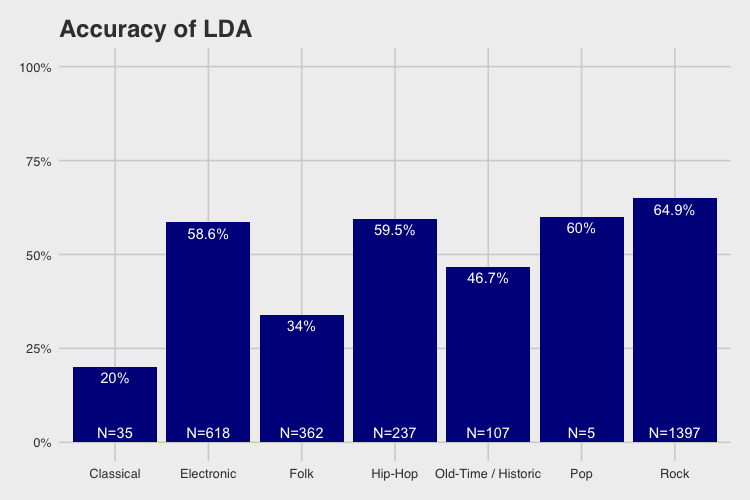 Accuracy of LDA
100%
75%
50%
25%
0%
20%
58.6%
34%
59.5%
46.7%
60%
64.9%
N=35
N=618
N=362
N=237
N=107
N=5
N=1397
Classical
Electronic
Folk
Hip-Hop
Old-Time / Historic
Pop
Rock